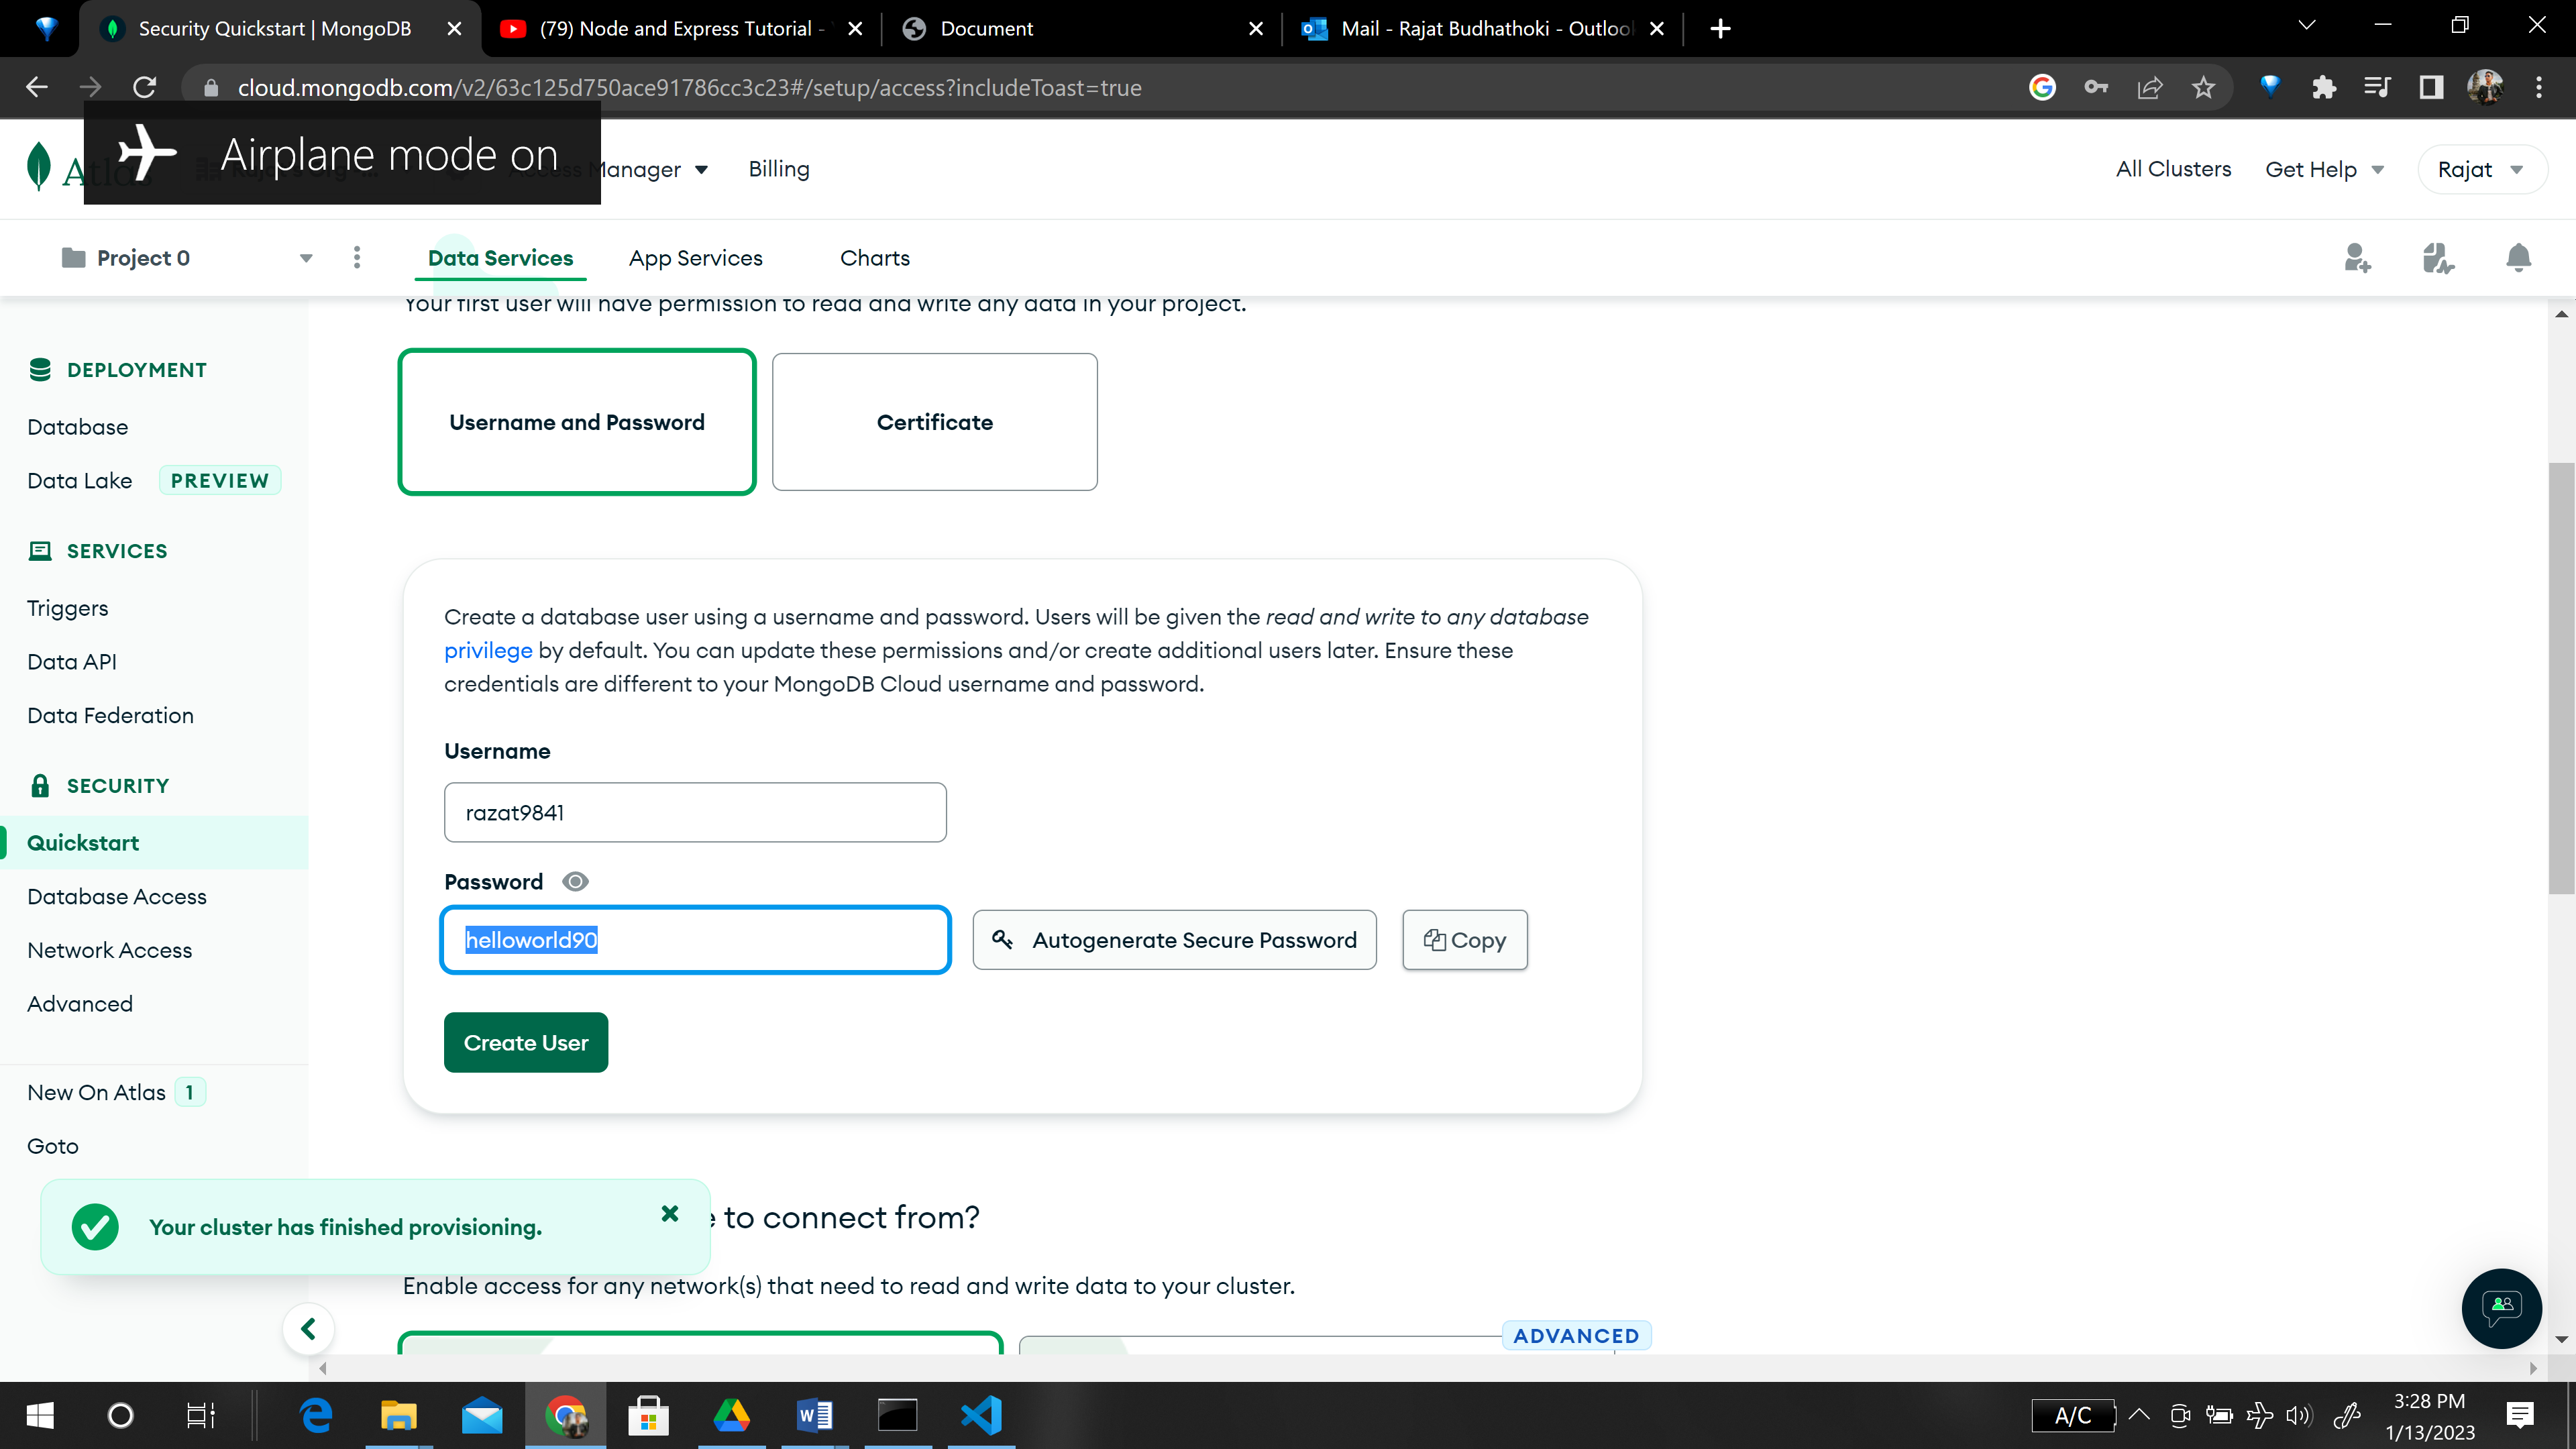 Security Quickstart | MongoDB
(79) Node and Express Tutorial -
Document
Mail - Rajat Budhathoki - Outloo
cloud.mongodb.com/v2/63c125d750ace91786cc3c23#/setup/access?includeToast=true
Airplane mode on
Manager
Billing
All Clusters
Get Help
Rajat
Project 0
Data Services
App Services
Charts
Your first user will have permission to read and write any data in your project.
DEPLOYMENT
Database
Data Lake PREVIEW
SERVICES
Triggers
Data API
Data Federation
SECURITY
Quickstart
Database Access
Network Access
Advanced
New On Atlas 1
Goto
Username and Password
Certificate
Create a database user using a username and password. Users will be given the read and write to any database
privilege by default. You can update these permissions and/or create additional users later. Ensure these
credentials are different to your MongoDB Cloud username and password.
Username
razat9841
Password
helloworld90
Autogenerate Secure Password
Copy
Create User
Your cluster has finished provisioning.
to connect from?
Enable access for any network(s) that need to read and write data to your cluster.
ADVANCED
A/C
3:28 PM
1/13/2023